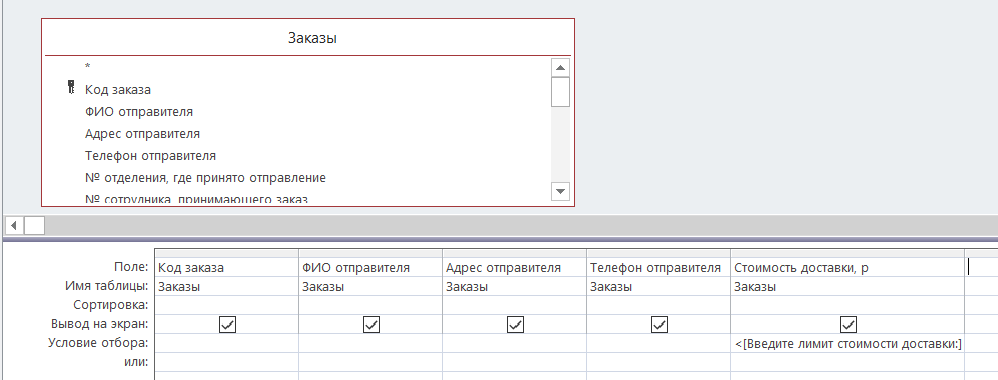 Заказы
*
Код заказа
ФИО отправителя
Адрес отправителя
Телефон отправителя
№ отделения, где принято отправление
№ сотрудника, принимающего заказ
Поле: Код заказа ФИО отправителя Адрес отправителя Телефон отправителя Стоимость доставки, р
Имя таблицы: Заказы Заказы Заказы Заказы Заказы
Сортировка:
Вывод на экран:
Условие отбора: <[Введите лимит стоимости доставки:]
или: